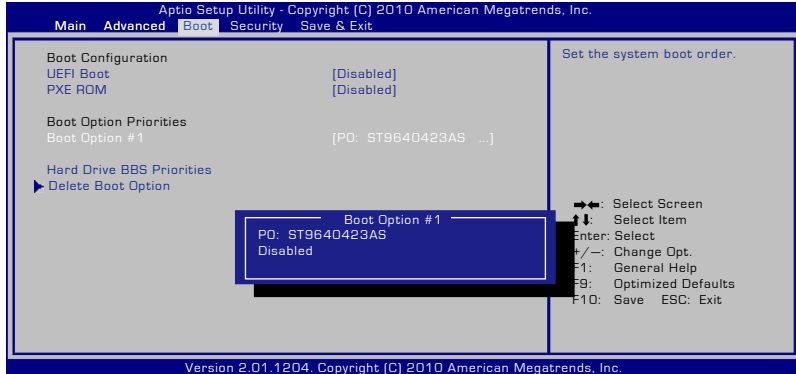 Aptio Setup Utility - Copyright (C) 2010 American Megatrends, Inc.
Main Advanced Boot Security Save & Exit
Boot Configuration
UEFI Boot [Disabled]
PXE ROM [Disabled]
Boot Option Priorities
Boot Option #1 [P0: ST9640423AS ...]
Hard Drive BBS Priorities
Delete Boot Option
Boot Option #1
P0: ST9640423AS
Disabled
Set the system boot order.
→←: Select Screen
↑↓: Select Item
Enter: Select
+/—: Change Opt.
F1: General Help
F9: Optimized Defaults
F10: Save ESC: Exit
Version 2.01.1204. Copyright (C) 2010 American Megatrends, Inc.